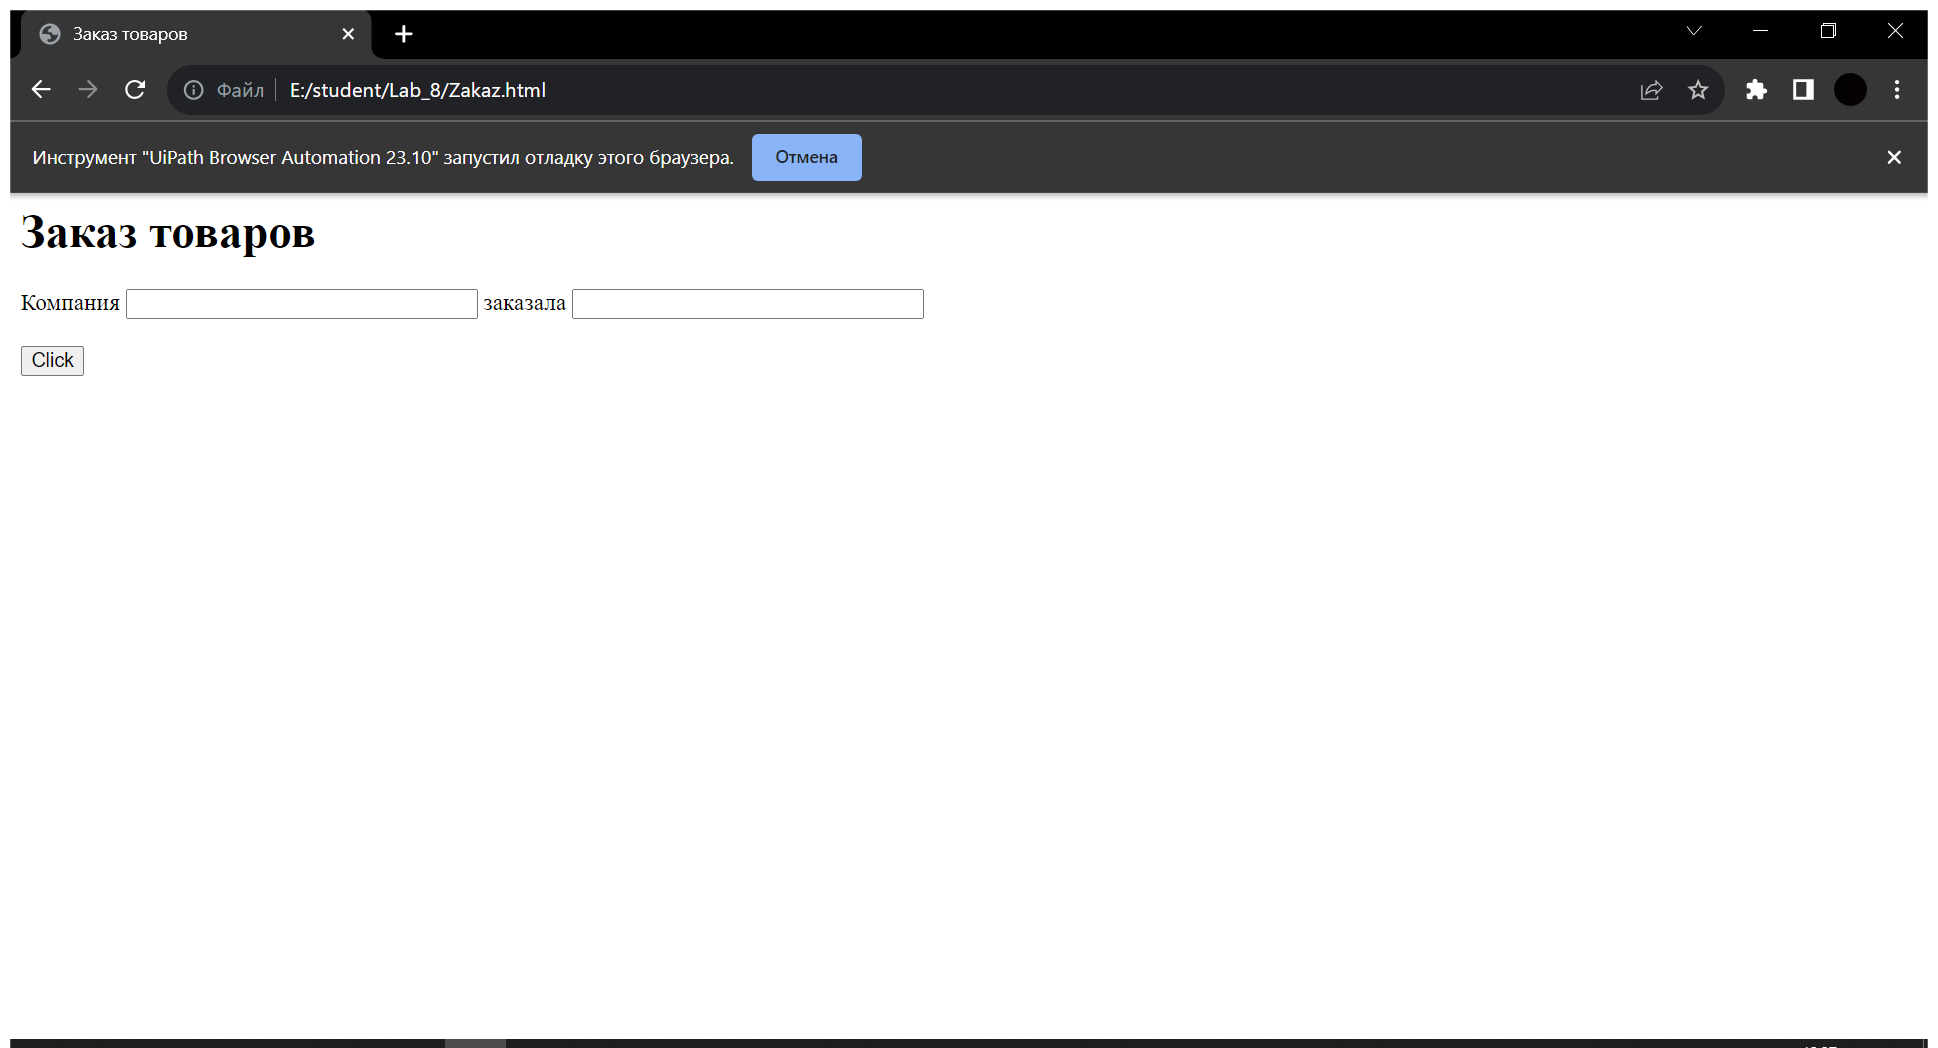 Заказ товаров
Файл E:/student/Lab_8/Zakaz.html
Инструмент "UiPath Browser Automation 23.10" запустил отладку этого браузера. Отмена
Заказ товаров
Компания заказала
Click